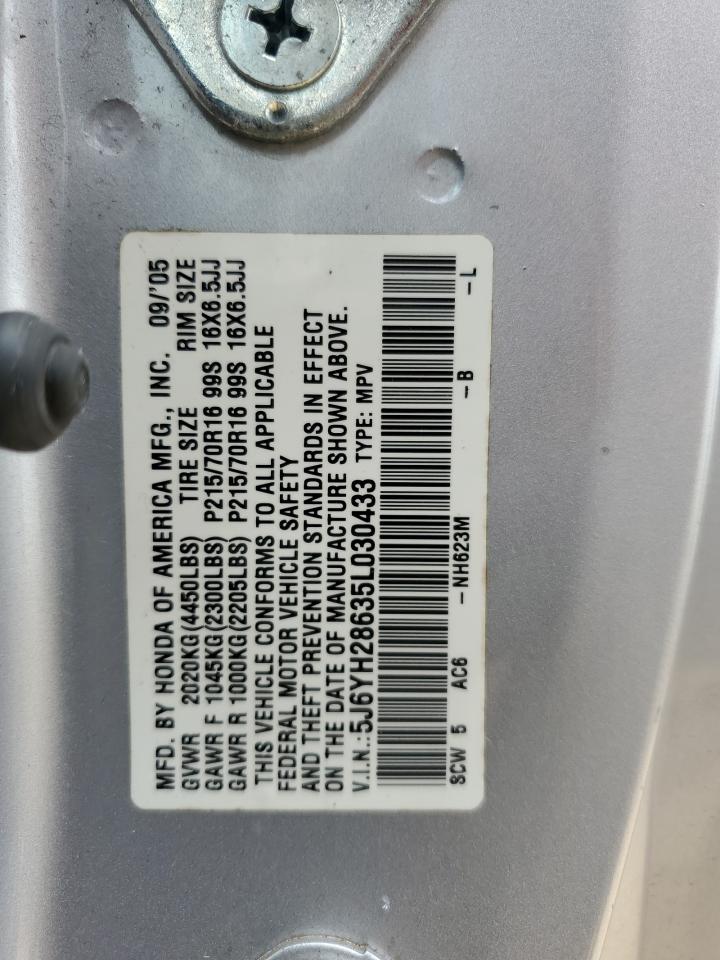 MFD. BY HONDA OF AMERICA MFG., INC. 09/'05
GVWR 2020KG(4450LBS) TIRE SIZE RIM SIZE
GAWR F 1045KG(2300LBS) P215/70R16 99S 16X6.5JJ
GAWR R 1000KG(2205LBS) P215/70R16 99S 16X6.5JJ
THIS VEHICLE CONFORMS TO ALL APPLICABLE
FEDERAL MOTOR VEHICLE SAFETY
AND THEFT PREVENTION STANDARDS IN EFFECT
ON THE DATE OF MANUFACTURE SHOWN ABOVE.
V.I.N.:5J6YH28635L030433 TYPE: MPV
SCW 5 AC6 -NH623M -B -L